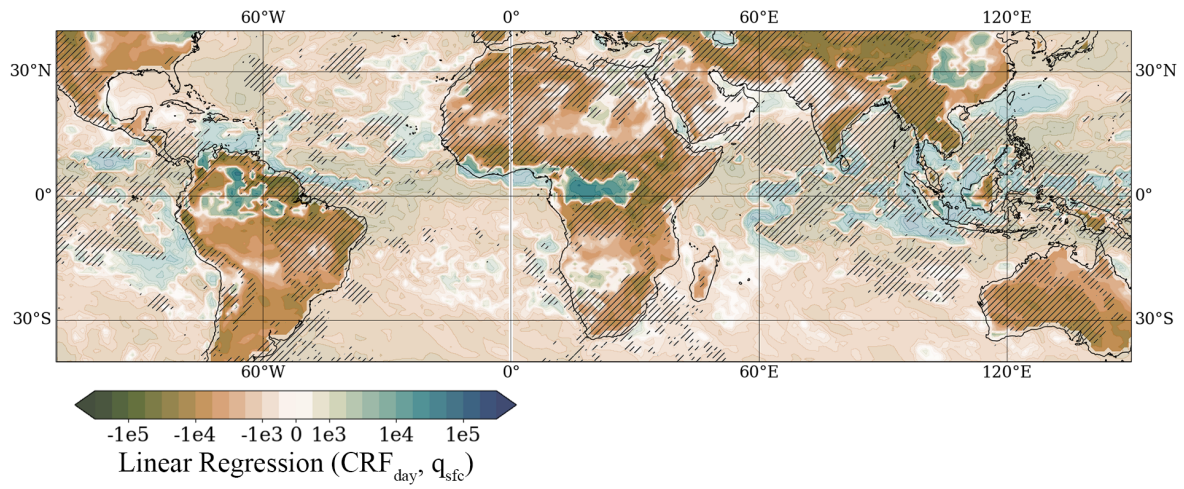 60°W 0° 60°E 120°E
30°N 30°N
0° 0°
30°S 30°S
60°W 0° 60°E 120°E
-1e5 -1e4 -1e3 0 1e3 1e4 1e5
Linear Regression (CRFday, qsfc)